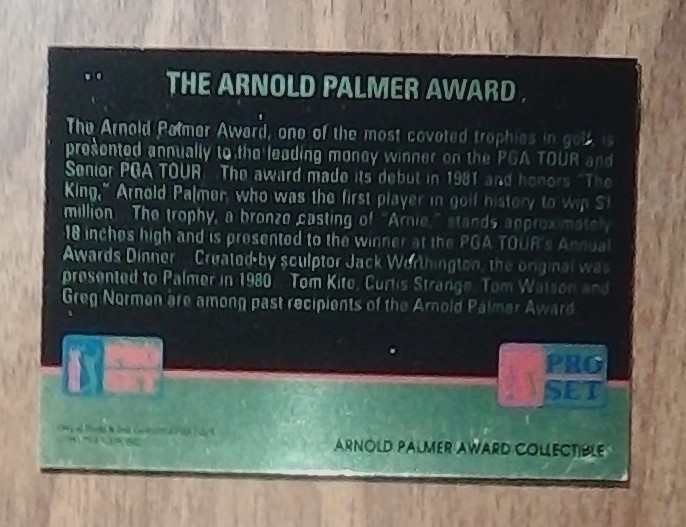 THE ARNOLD PALMER AWARD
The Arnold Palmer Award, one of the most coveted trophies in golf, is
presented annually to the leading money winner on the PGA TOUR and
Senior PGA TOUR. The award made its debut in 1981 and honors "The
King," Arnold Palmer, who was the first player in golf history to win $1
million. The trophy, a bronze casting of "Arnie," stands approximately
18 inches high and is presented to the winner at the PGA TOUR's Annual
Awards Dinner. Created by sculptor Jack Worthington, the original was
presented to Palmer in 1980. Tom Kite, Curtis Strange, Tom Watson and
Greg Norman are among past recipients of the Arnold Palmer Award.
PRO
SET
ARNOLD PALMER AWARD COLLECTIBLE